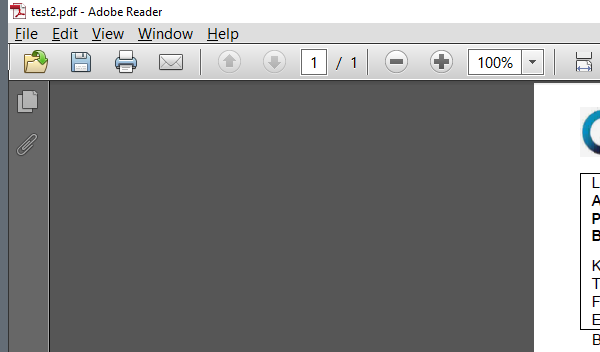 test2.pdf - Adobe Reader
File Edit View Window Help
1 / 1 100%
L
A
P
B
K
T
F
E
B